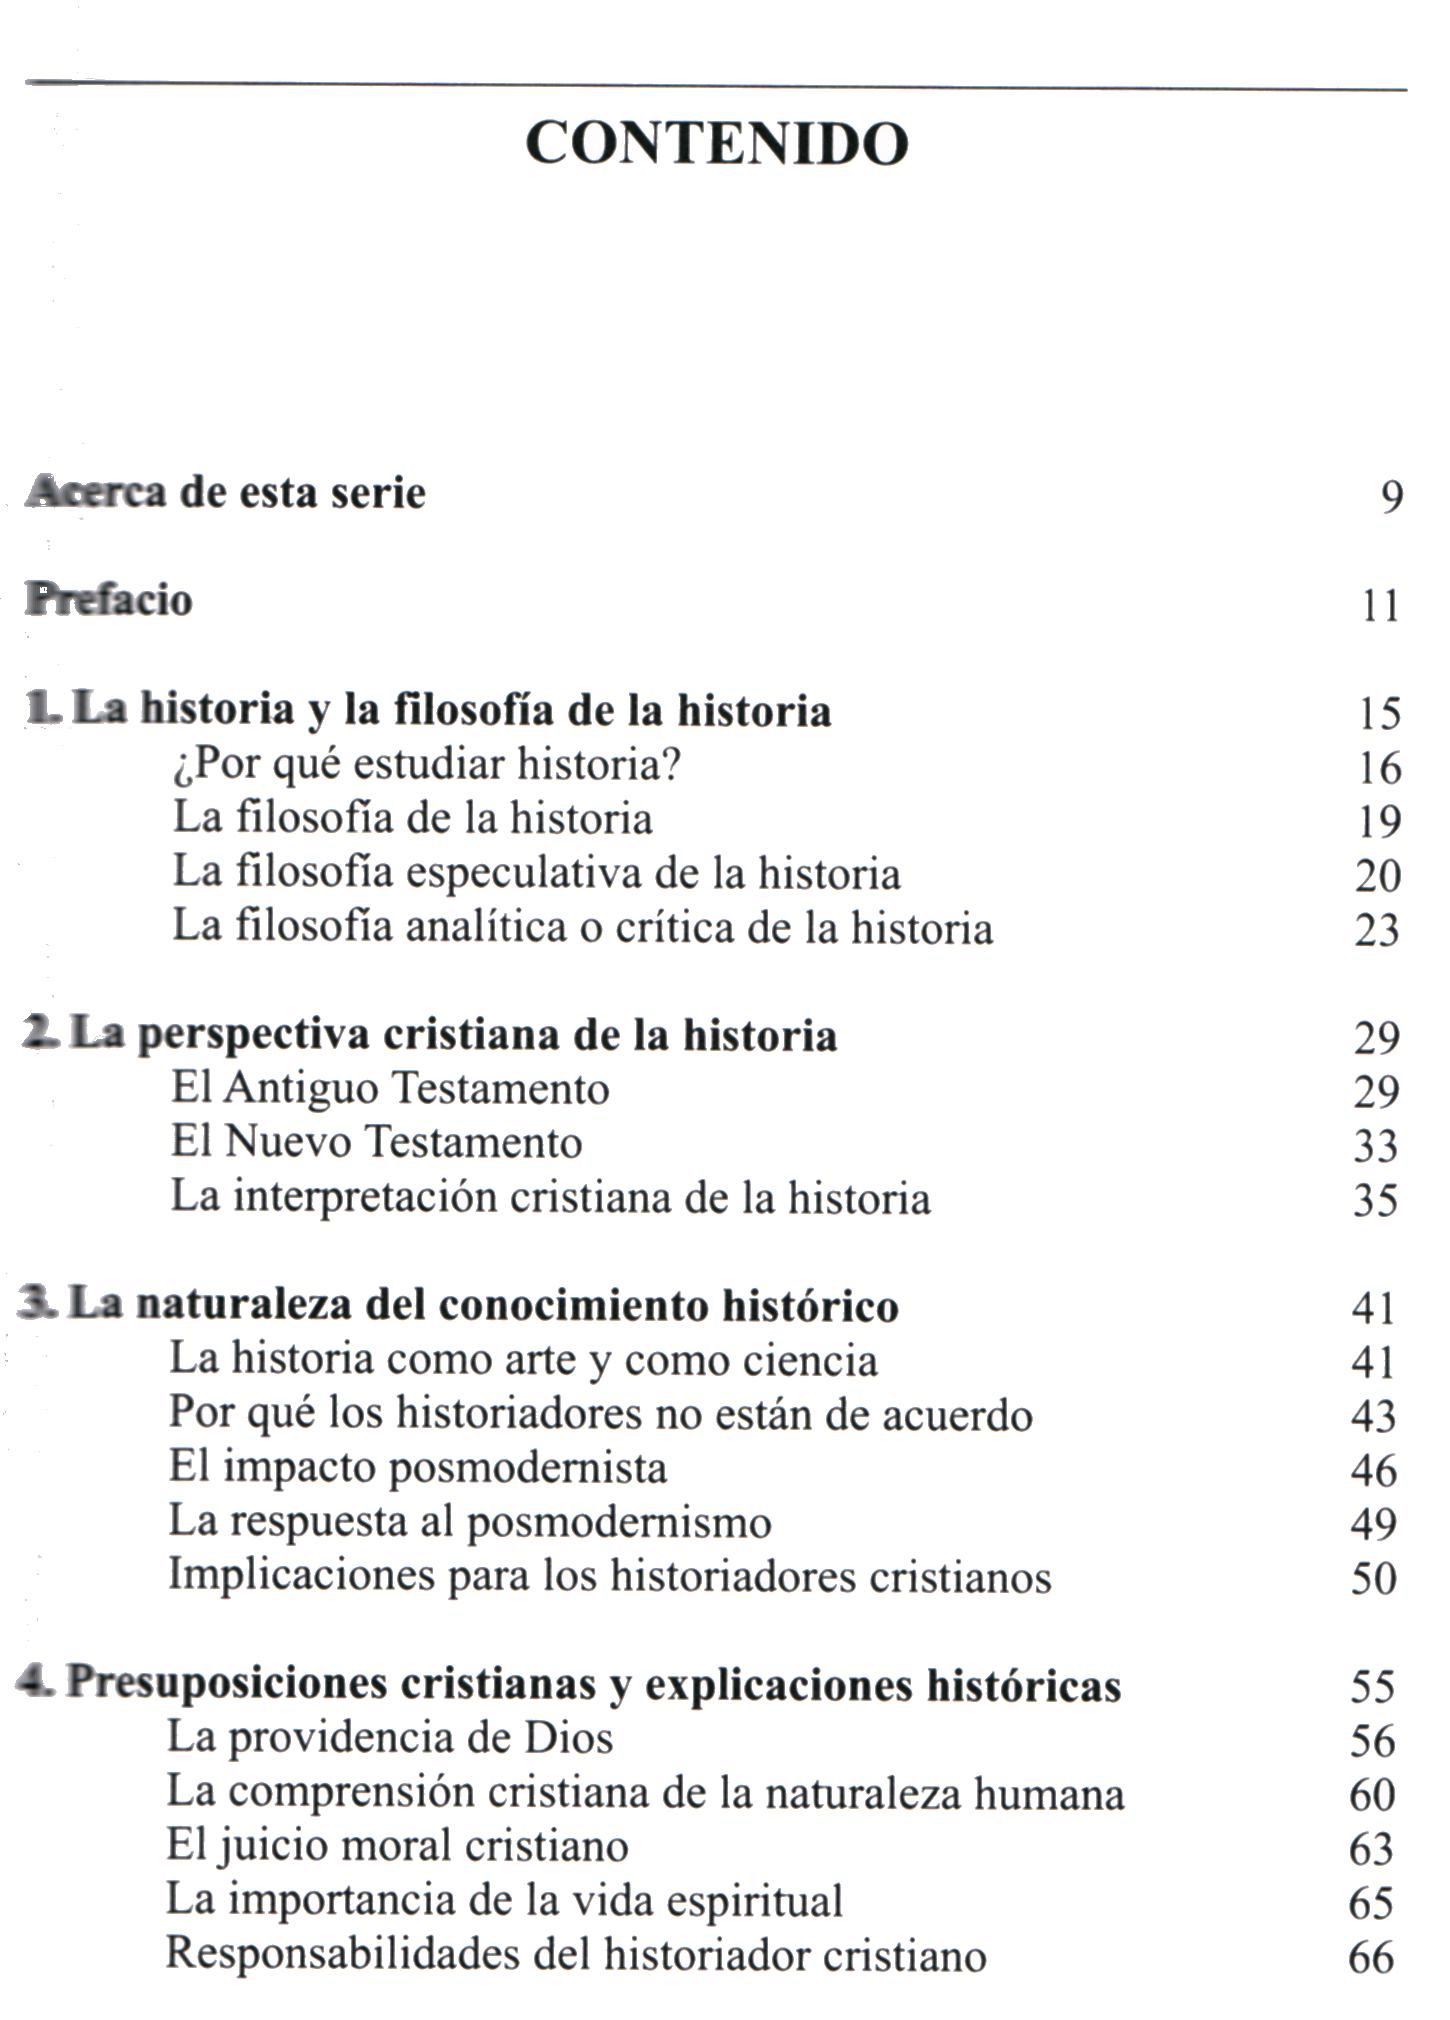 CONTENIDO
Acerca de esta serie 9
Prefacio 11
1. La historia y la filosofía de la historia 15
¿Por qué estudiar historia? 16
La filosofía de la historia 19
La filosofía especulativa de la historia 20
La filosofía analítica o crítica de la historia 23
2. La perspectiva cristiana de la historia 29
El Antiguo Testamento 29
El Nuevo Testamento 33
La interpretación cristiana de la historia 35
3. La naturaleza del conocimiento histórico 41
La historia como arte y como ciencia 41
Por qué los historiadores no están de acuerdo 43
El impacto posmodernista 46
La respuesta al posmodernismo 49
Implicaciones para los historiadores cristianos 50
4. Presuposiciones cristianas y explicaciones históricas 55
La providencia de Dios 56
La comprensión cristiana de la naturaleza humana 60
El juicio moral cristiano 63
La importancia de la vida espiritual 65
Responsabilidades del historiador cristiano 66